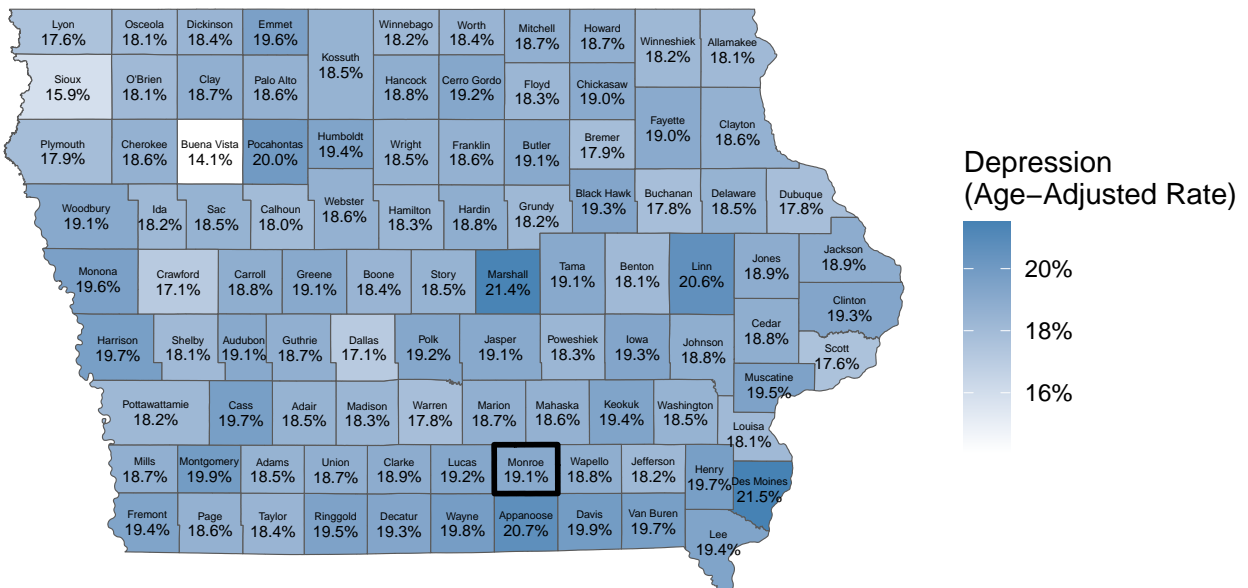 Lyon
17.6%
Osceola
18.1%
Dickinson
18.4%
Emmet
19.6%
Kossuth
18.5%
Winnebago
18.2%
Worth
18.4%
Mitchell
18.7%
Howard
18.7%
Winneshiek
18.2%
Allamakee
18.1%
Sioux
15.9%
O'Brien
18.1%
Clay
18.7%
Palo Alto
18.6%
Hancock
18.8%
Cerro Gordo
19.2%
Floyd
18.3%
Chickasaw
19.0%
Fayette
19.0%
Clayton
18.6%
Plymouth
17.9%
Cherokee
18.6%
Buena Vista
14.1%
Pocahontas
20.0%
Humboldt
19.4%
Wright
18.5%
Franklin
18.6%
Butler
19.1%
Bremer
17.9%
Woodbury
19.1%
Ida
18.2%
Sac
18.5%
Calhoun
18.0%
Webster
18.6%
Hamilton
18.3%
Hardin
18.8%
Grundy
18.2%
Black Hawk
19.3%
Buchanan
17.8%
Delaware
18.5%
Dubuque
17.8%
Monona
19.6%
Crawford
17.1%
Carroll
18.8%
Greene
19.1%
Boone
18.4%
Story
18.5%
Marshall
21.4%
Tama
19.1%
Benton
18.1%
Linn
20.6%
Jones
18.9%
Jackson
18.9%
Clinton
19.3%
Harrison
19.7%
Shelby
18.1%
Audubon
19.1%
Guthrie
18.7%
Dallas
17.1%
Polk
19.2%
Jasper
19.1%
Poweshiek
18.3%
Iowa
19.3%
Johnson
18.8%
Cedar
18.8%
Scott
17.6%
Muscatine
19.5%
Pottawattamie
18.2%
Cass
19.7%
Adair
18.5%
Madison
18.3%
Warren
17.8%
Marion
18.7%
Mahaska
18.6%
Keokuk
19.4%
Washington
18.5%
Louisa
18.1%
Mills
18.7%
Montgomery
19.9%
Adams
18.5%
Union
18.7%
Clarke
18.9%
Lucas
19.2%
Monroe
19.1%
Wapello
18.8%
Jefferson
18.2%
Henry
19.7%
Des Moines
21.5%
Fremont
19.4%
Page
18.6%
Taylor
18.4%
Ringgold
19.5%
Decatur
19.3%
Wayne
19.8%
Appanoose
20.7%
Davis
19.9%
Van Buren
19.7%
Lee
19.4%
Depression
(Age−Adjusted Rate)
20%
18%
16%